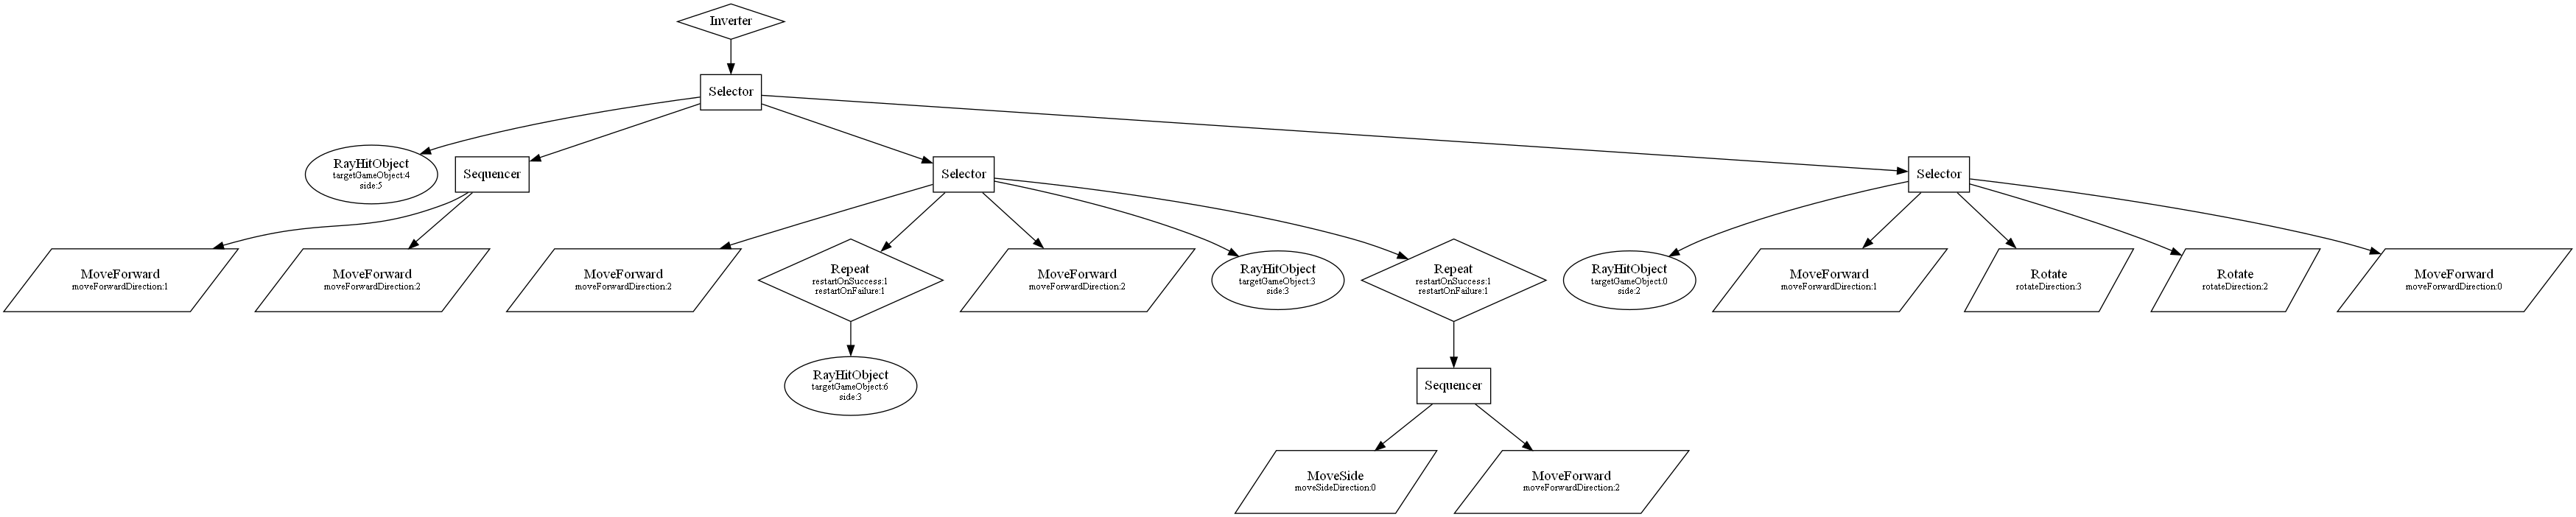 Inverter
Selector
RayHitObject
targetGameObject:4
side:5
Sequencer
Selector
Selector
MoveForward
moveForwardDirection:1
MoveForward
moveForwardDirection:2
MoveForward
moveForwardDirection:2
Repeat
restartOnSuccess:1
restartOnFailure:1
MoveForward
moveForwardDirection:2
RayHitObject
targetGameObject:3
side:3
Repeat
restartOnSuccess:1
restartOnFailure:1
RayHitObject
targetGameObject:0
side:2
MoveForward
moveForwardDirection:1
Rotate
rotateDirection:3
Rotate
rotateDirection:2
MoveForward
moveForwardDirection:0
RayHitObject
targetGameObject:6
side:3
Sequencer
MoveSide
moveSideDirection:0
MoveForward
moveForwardDirection:2